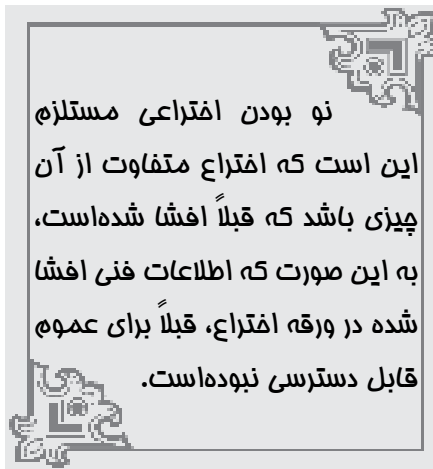 نو بودن اختراعی مستلزم
این است که اختراع متفاوت از آن
چیزی باشد که قبلاً افشا شده‌است،
به این صورت که اطلاعات فنی افشا
شده در ورقه اختراع، قبلاً برای عموم
قابل دسترسی نبوده‌است.